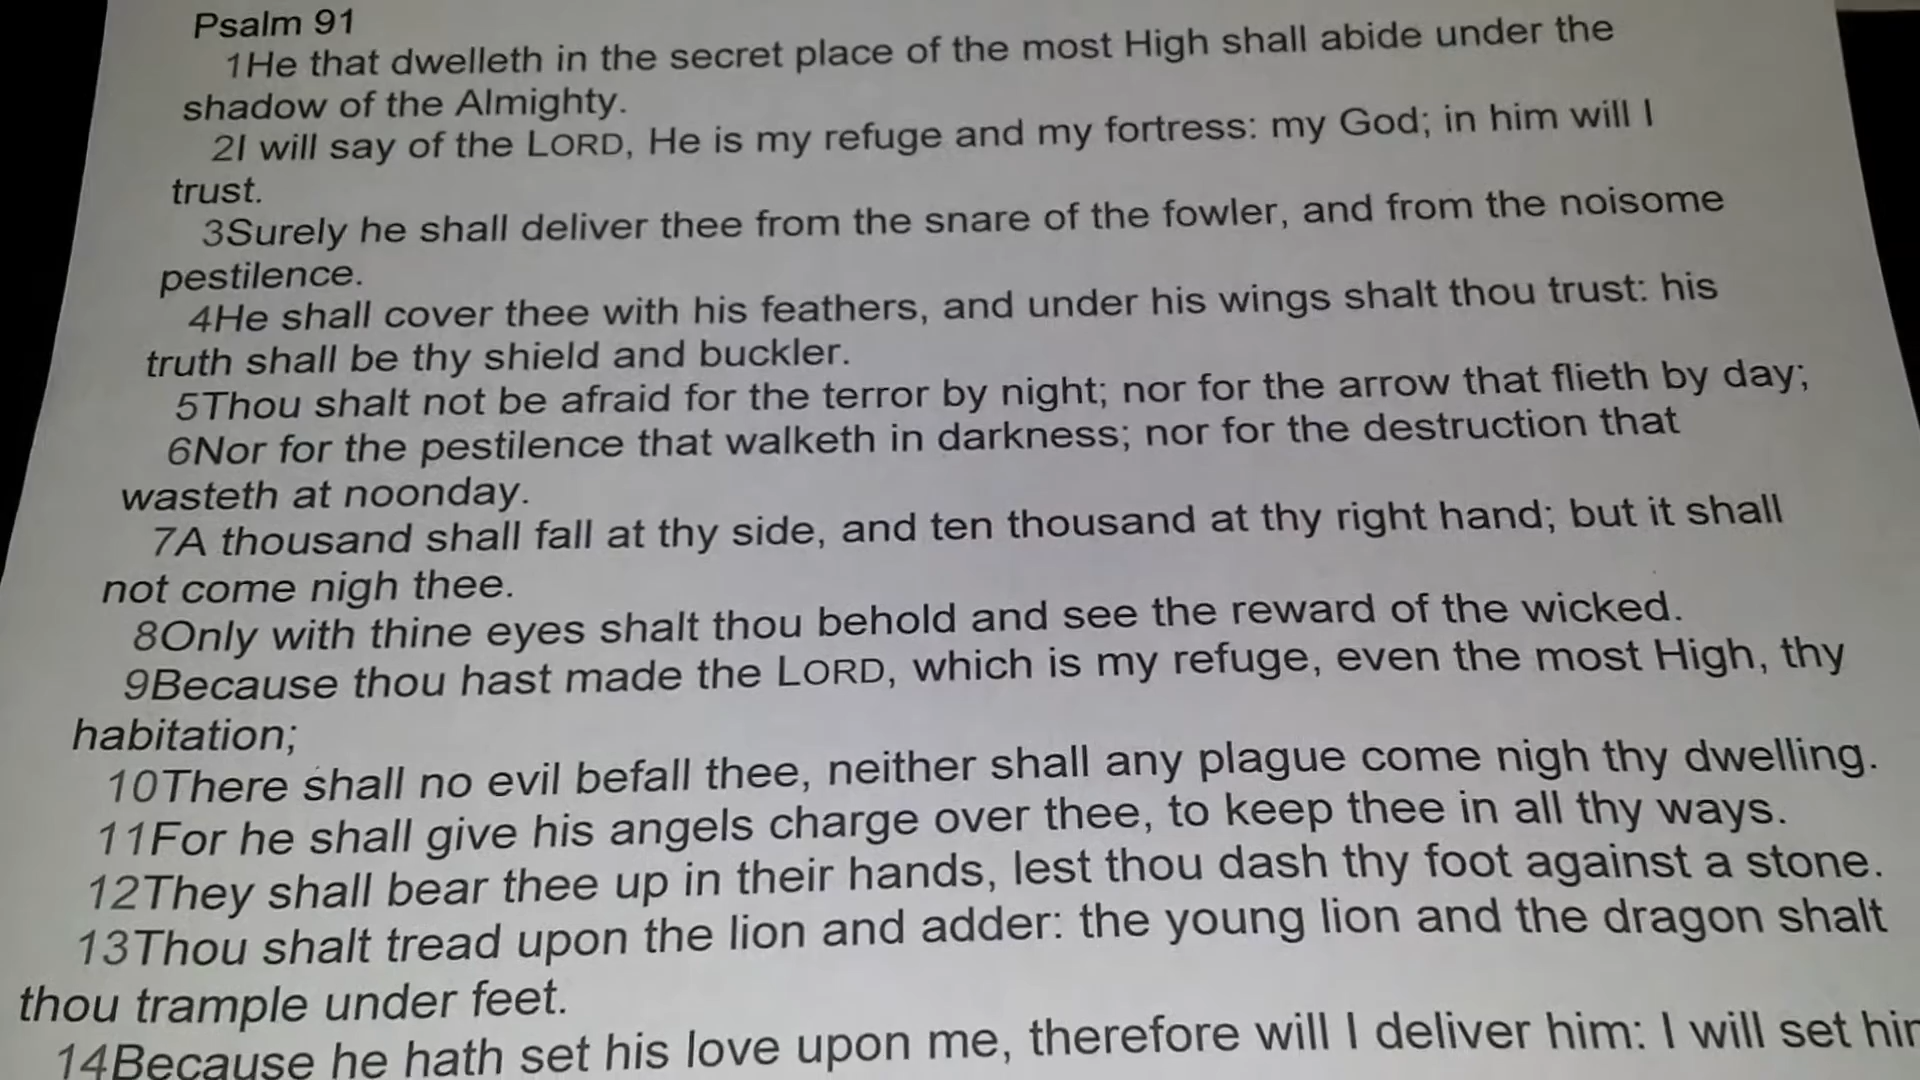 Psalm 91
1He that dwelleth in the secret place of the most High shall abide under the
shadow of the Almighty.
2I will say of the LORD, He is my refuge and my fortress: my God; in him will I
trust.
3Surely he shall deliver thee from the snare of the fowler, and from the noisome
pestilence.
4He shall cover thee with his feathers, and under his wings shalt thou trust: his
truth shall be thy shield and buckler.
5Thou shalt not be afraid for the terror by night; nor for the arrow that flieth by day;
6Nor for the pestilence that walketh in darkness; nor for the destruction that
wasteth at noonday.
7A thousand shall fall at thy side, and ten thousand at thy right hand; but it shall
not come nigh thee.
8Only with thine eyes shalt thou behold and see the reward of the wicked.
9Because thou hast made the LORD, which is my refuge, even the most High, thy
habitation;
10There shall no evil befall thee, neither shall any plague come nigh thy dwelling.
11For he shall give his angels charge over thee, to keep thee in all thy ways.
12They shall bear thee up in their hands, lest thou dash thy foot against a stone.
13Thou shalt tread upon the lion and adder: the young lion and the dragon shalt
thou trample under feet.
14Because he hath set his love upon me, therefore will I deliver him: I will set